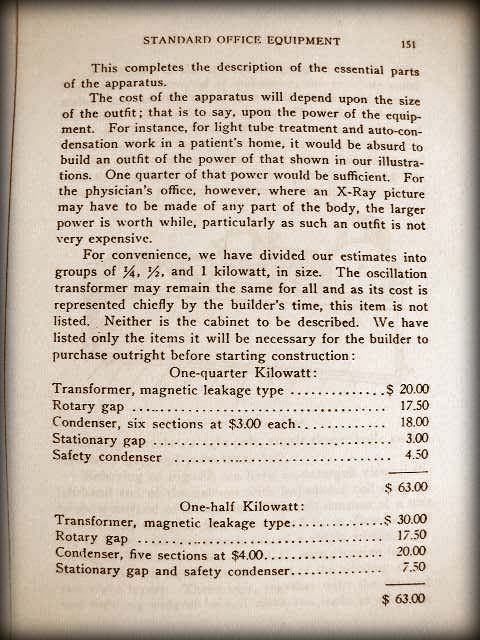 STANDARD OFFICE EQUIPMENT 151
This completes the description of the essential parts
of the apparatus.
The cost of the apparatus will depend upon the size
of the outfit; that is to say, upon the power of the equip-
ment. For instance, for light tube treatment and auto-con-
densation work in a patient's home, it would be absurd to
build an outfit of the power of that shown in our illustra-
tions. One quarter of that power would be sufficient. For
the physician's office, however, where an X-Ray picture
may have to be made of any part of the body, the larger
power is worth while, particularly as such an outfit is not
very expensive.
For convenience, we have divided our estimates into
groups of ¼, ½, and 1 kilowatt, in size. The oscillation
transformer may remain the same for all and as its cost is
represented chiefly by the builder's time, this item is not
listed. Neither is the cabinet to be described. We have
listed only the items it will be necessary for the builder to
purchase outright before starting construction:
One-quarter Kilowatt:
Transformer, magnetic leakage type ..............$ 20.00
Rotary gap ...................................... 17.50
Condenser, six sections at $3.00 each............. 18.00
Stationary gap ................................... 3.00
Safety condenser ................................ 4.50
$ 63.00
One-half Kilowatt:
Transformer, magnetic leakage type..............$ 30.00
Rotary gap ..................................... 17.50
Condenser, five sections at $4.00.................. 20.00
Stationary gap and safety condenser.............. 7.50
$ 63.00